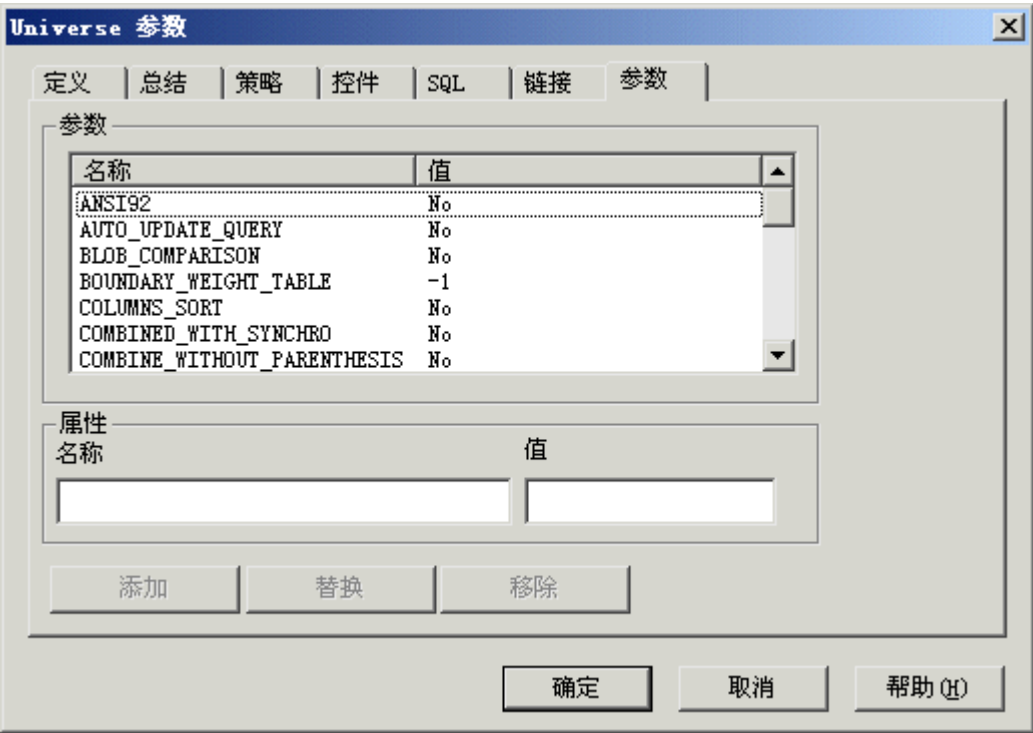 Universe 参数
定义 总结 策略 控件 SQL 链接 参数
参数
名称 值
ANSI92 No
AUTO_UPDATE_QUERY No
BLOB_COMPARISON No
BOUNDARY_WEIGHT_TABLE -1
COLUMNS_SORT No
COMBINED_WITH_SYNCHRO No
COMBINE_WITHOUT_PARENTHESIS No
属性
名称 值
添加 替换 移除
确定 取消 帮助(H)